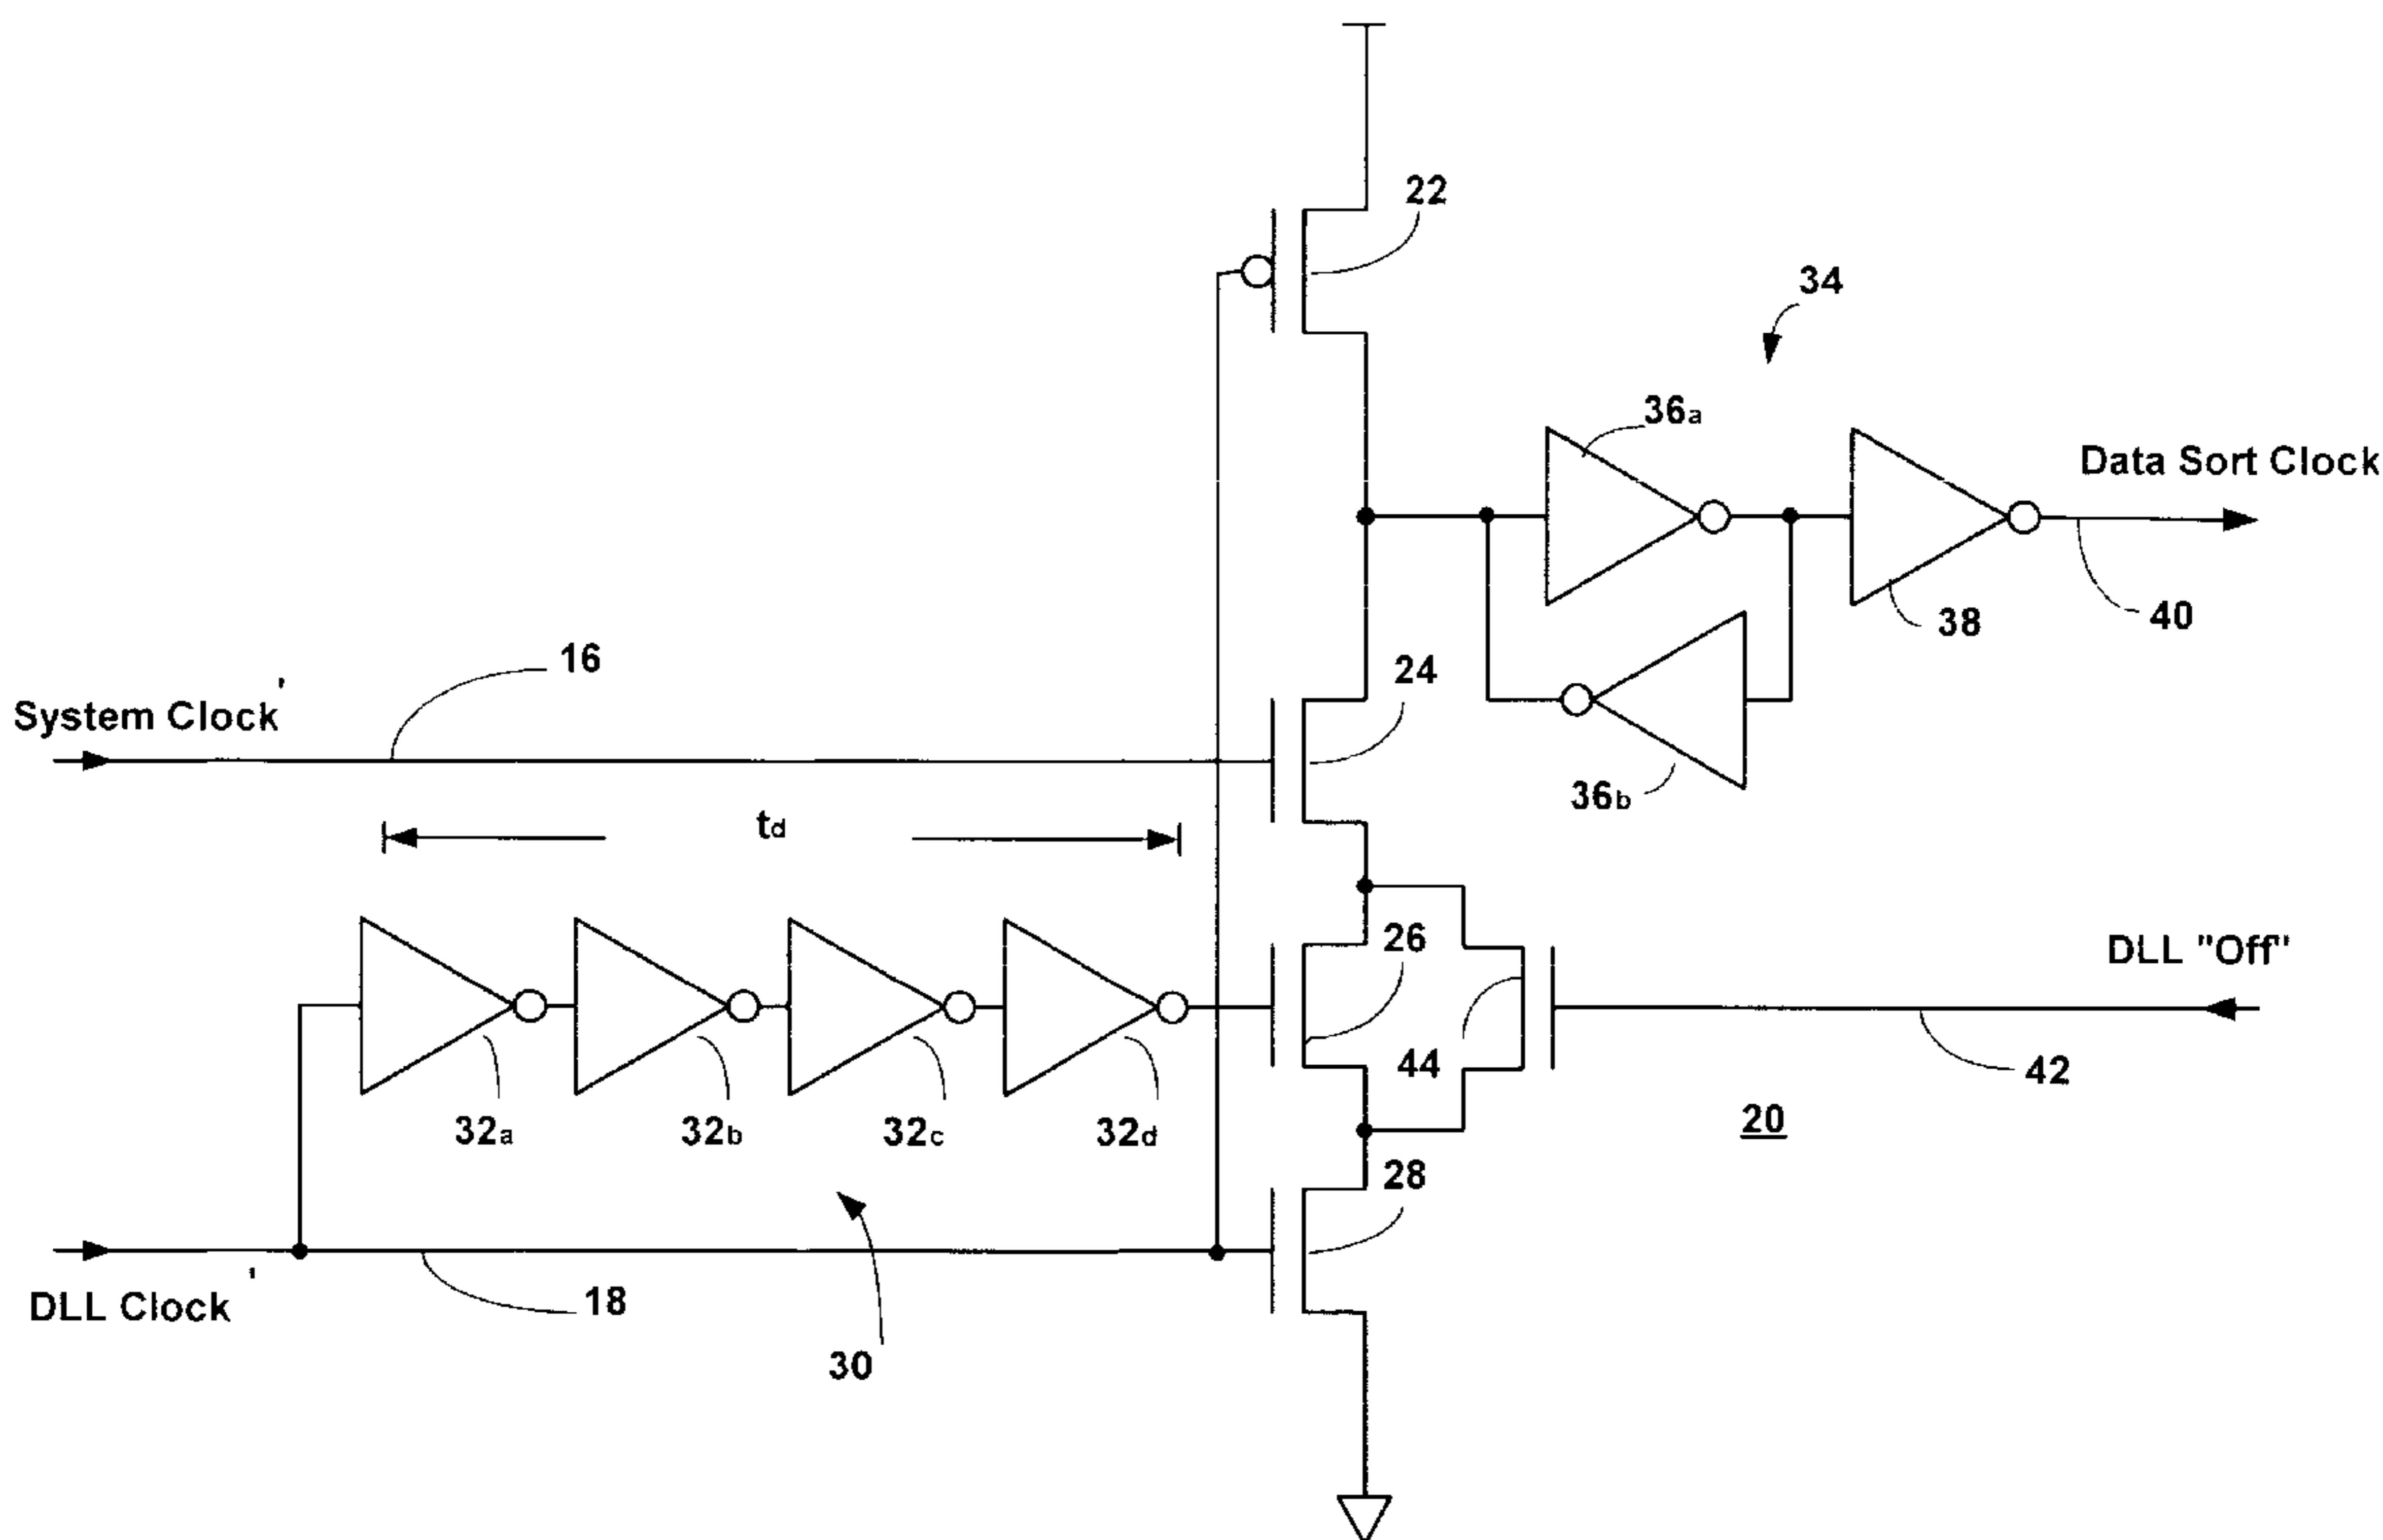 22
34
36a
Data Sort Clock
38
40
16
24
System Clock'
36b
td
26
DLL "Off"
44
42
32a
32b
32c
32d
20
28
DLL Clock'
18
30